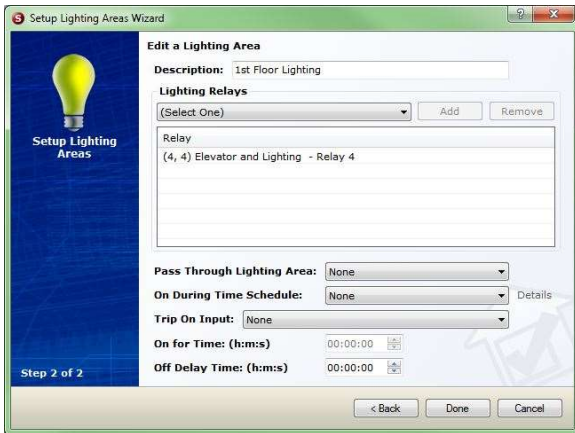 Setup Lighting Areas Wizard
Edit a Lighting Area
Description: 1st Floor Lighting
Lighting Relays
(Select One) Add Remove
Relay
(4, 4) Elevator and Lighting - Relay 4
Setup Lighting
Areas
Pass Through Lighting Area: None
On During Time Schedule: None Details
Trip On Input: None
On for Time: (h:m:s) 00:00:00
Off Delay Time: (h:m:s) 00:00:00
Step 2 of 2
< Back Done Cancel